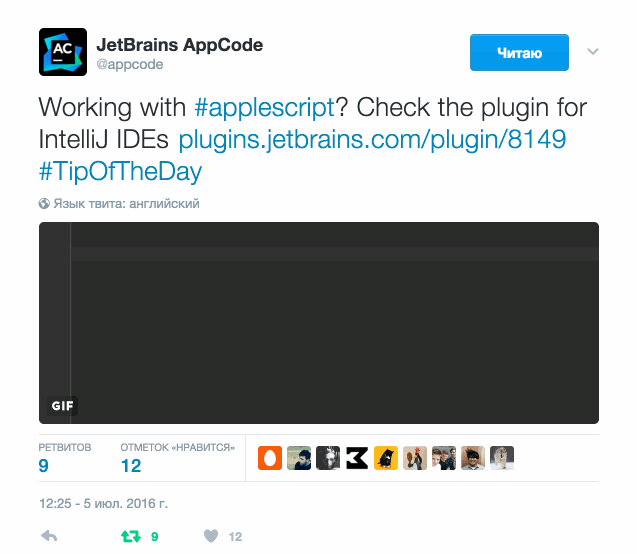 AC
JetBrains AppCode
@appcode
Читаю
Working with #applescript? Check the plugin for
IntelliJ IDEs plugins.jetbrains.com/plugin/8149
#TipOfTheDay
Язык твита: английский
GIF
РЕТВИТОВ
9
ОТМЕТОК «НРАВИТСЯ»
12
12:25 - 5 июл. 2016 г.
9
12